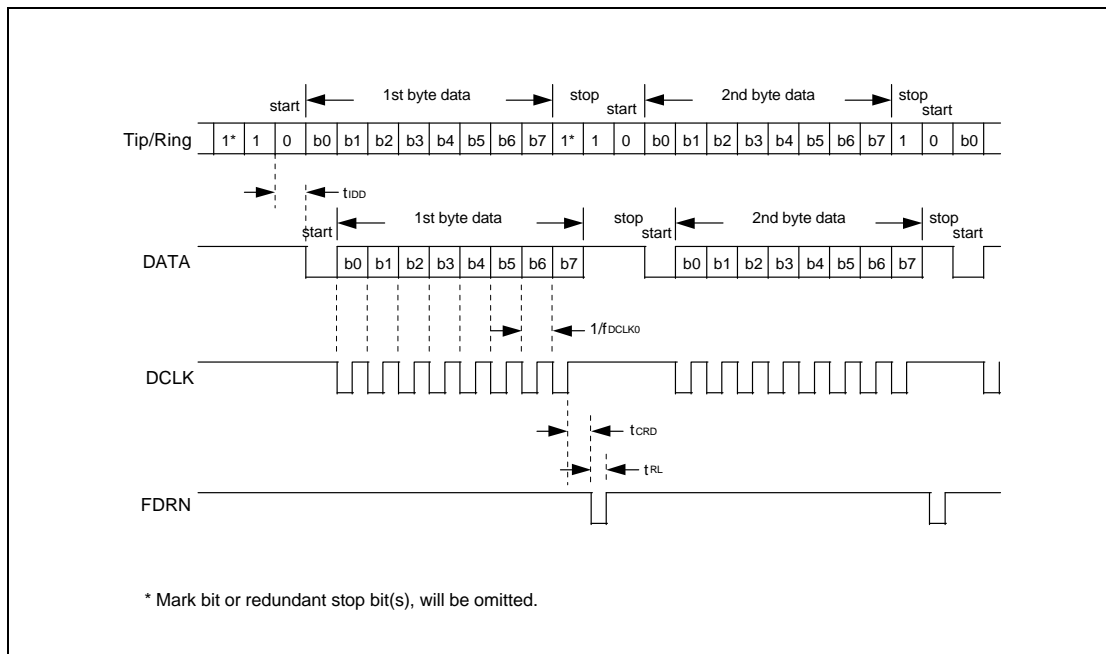 start 1st byte data stop start 2nd byte data stop start
Tip/Ring 1* 1 0 b0 b1 b2 b3 b4 b5 b6 b7 1* 1 0 b0 b1 b2 b3 b4 b5 b6 b7 1 0 b0
tIDD
start 1st byte data stop start 2nd byte data stop start
DATA b0 b1 b2 b3 b4 b5 b6 b7 b0 b1 b2 b3 b4 b5 b6 b7
1/fDCLK0
DCLK
tCRD
tRL
FDRN
* Mark bit or redundant stop bit(s), will be omitted.